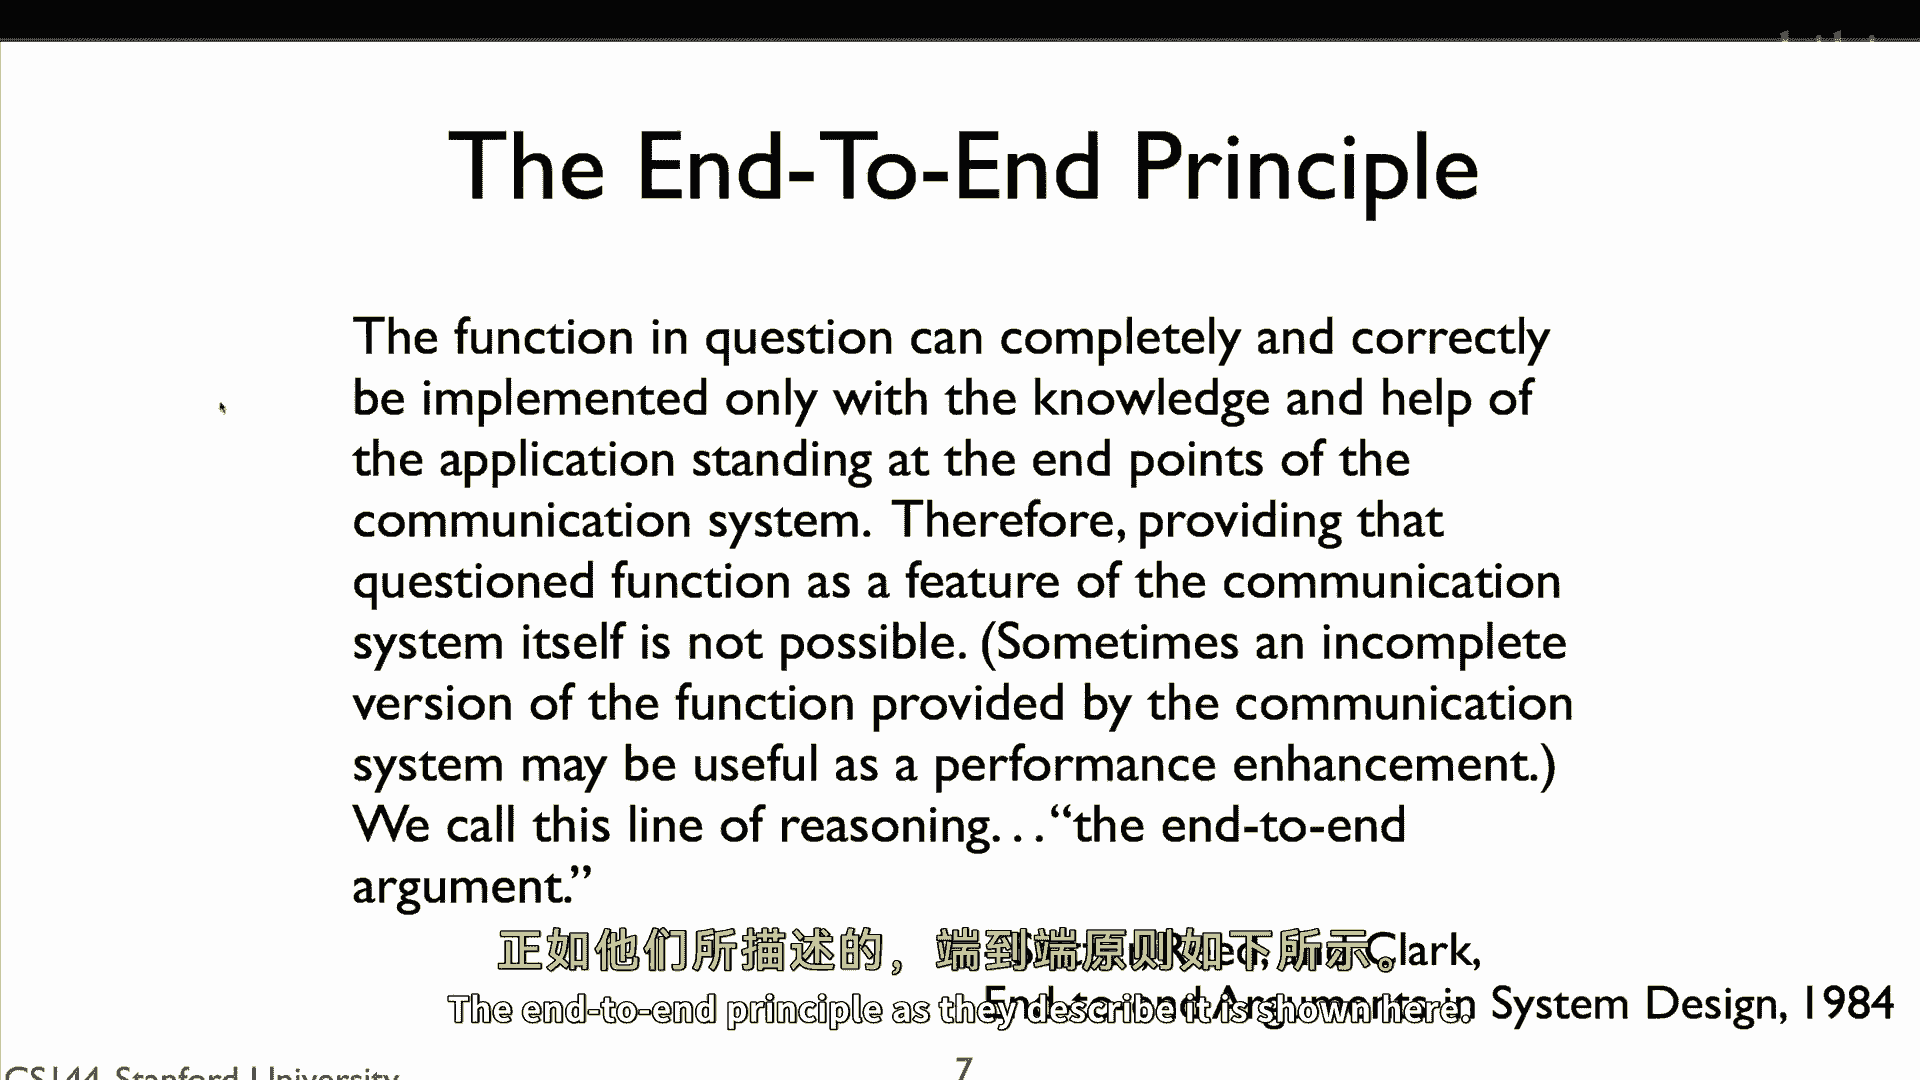 The End-To-End Principle
The function in question can completely and correctly
be implemented only with the knowledge and help of
the application standing at the end points of the
communication system. Therefore, providing that
questioned function as a feature of the communication
system itself is not possible. (Sometimes an incomplete
version of the function provided by the communication
system may be useful as a performance enhancement.)
We call this line of reasoning. . . “the end-to-end
argument.”
Clark,
正如他们所描述的，端到端原则如下所示。
End-to-end Arguments in System Design, 1984
The end-to-end principle as they describe it is shown here.
CS144, Stanford University
7